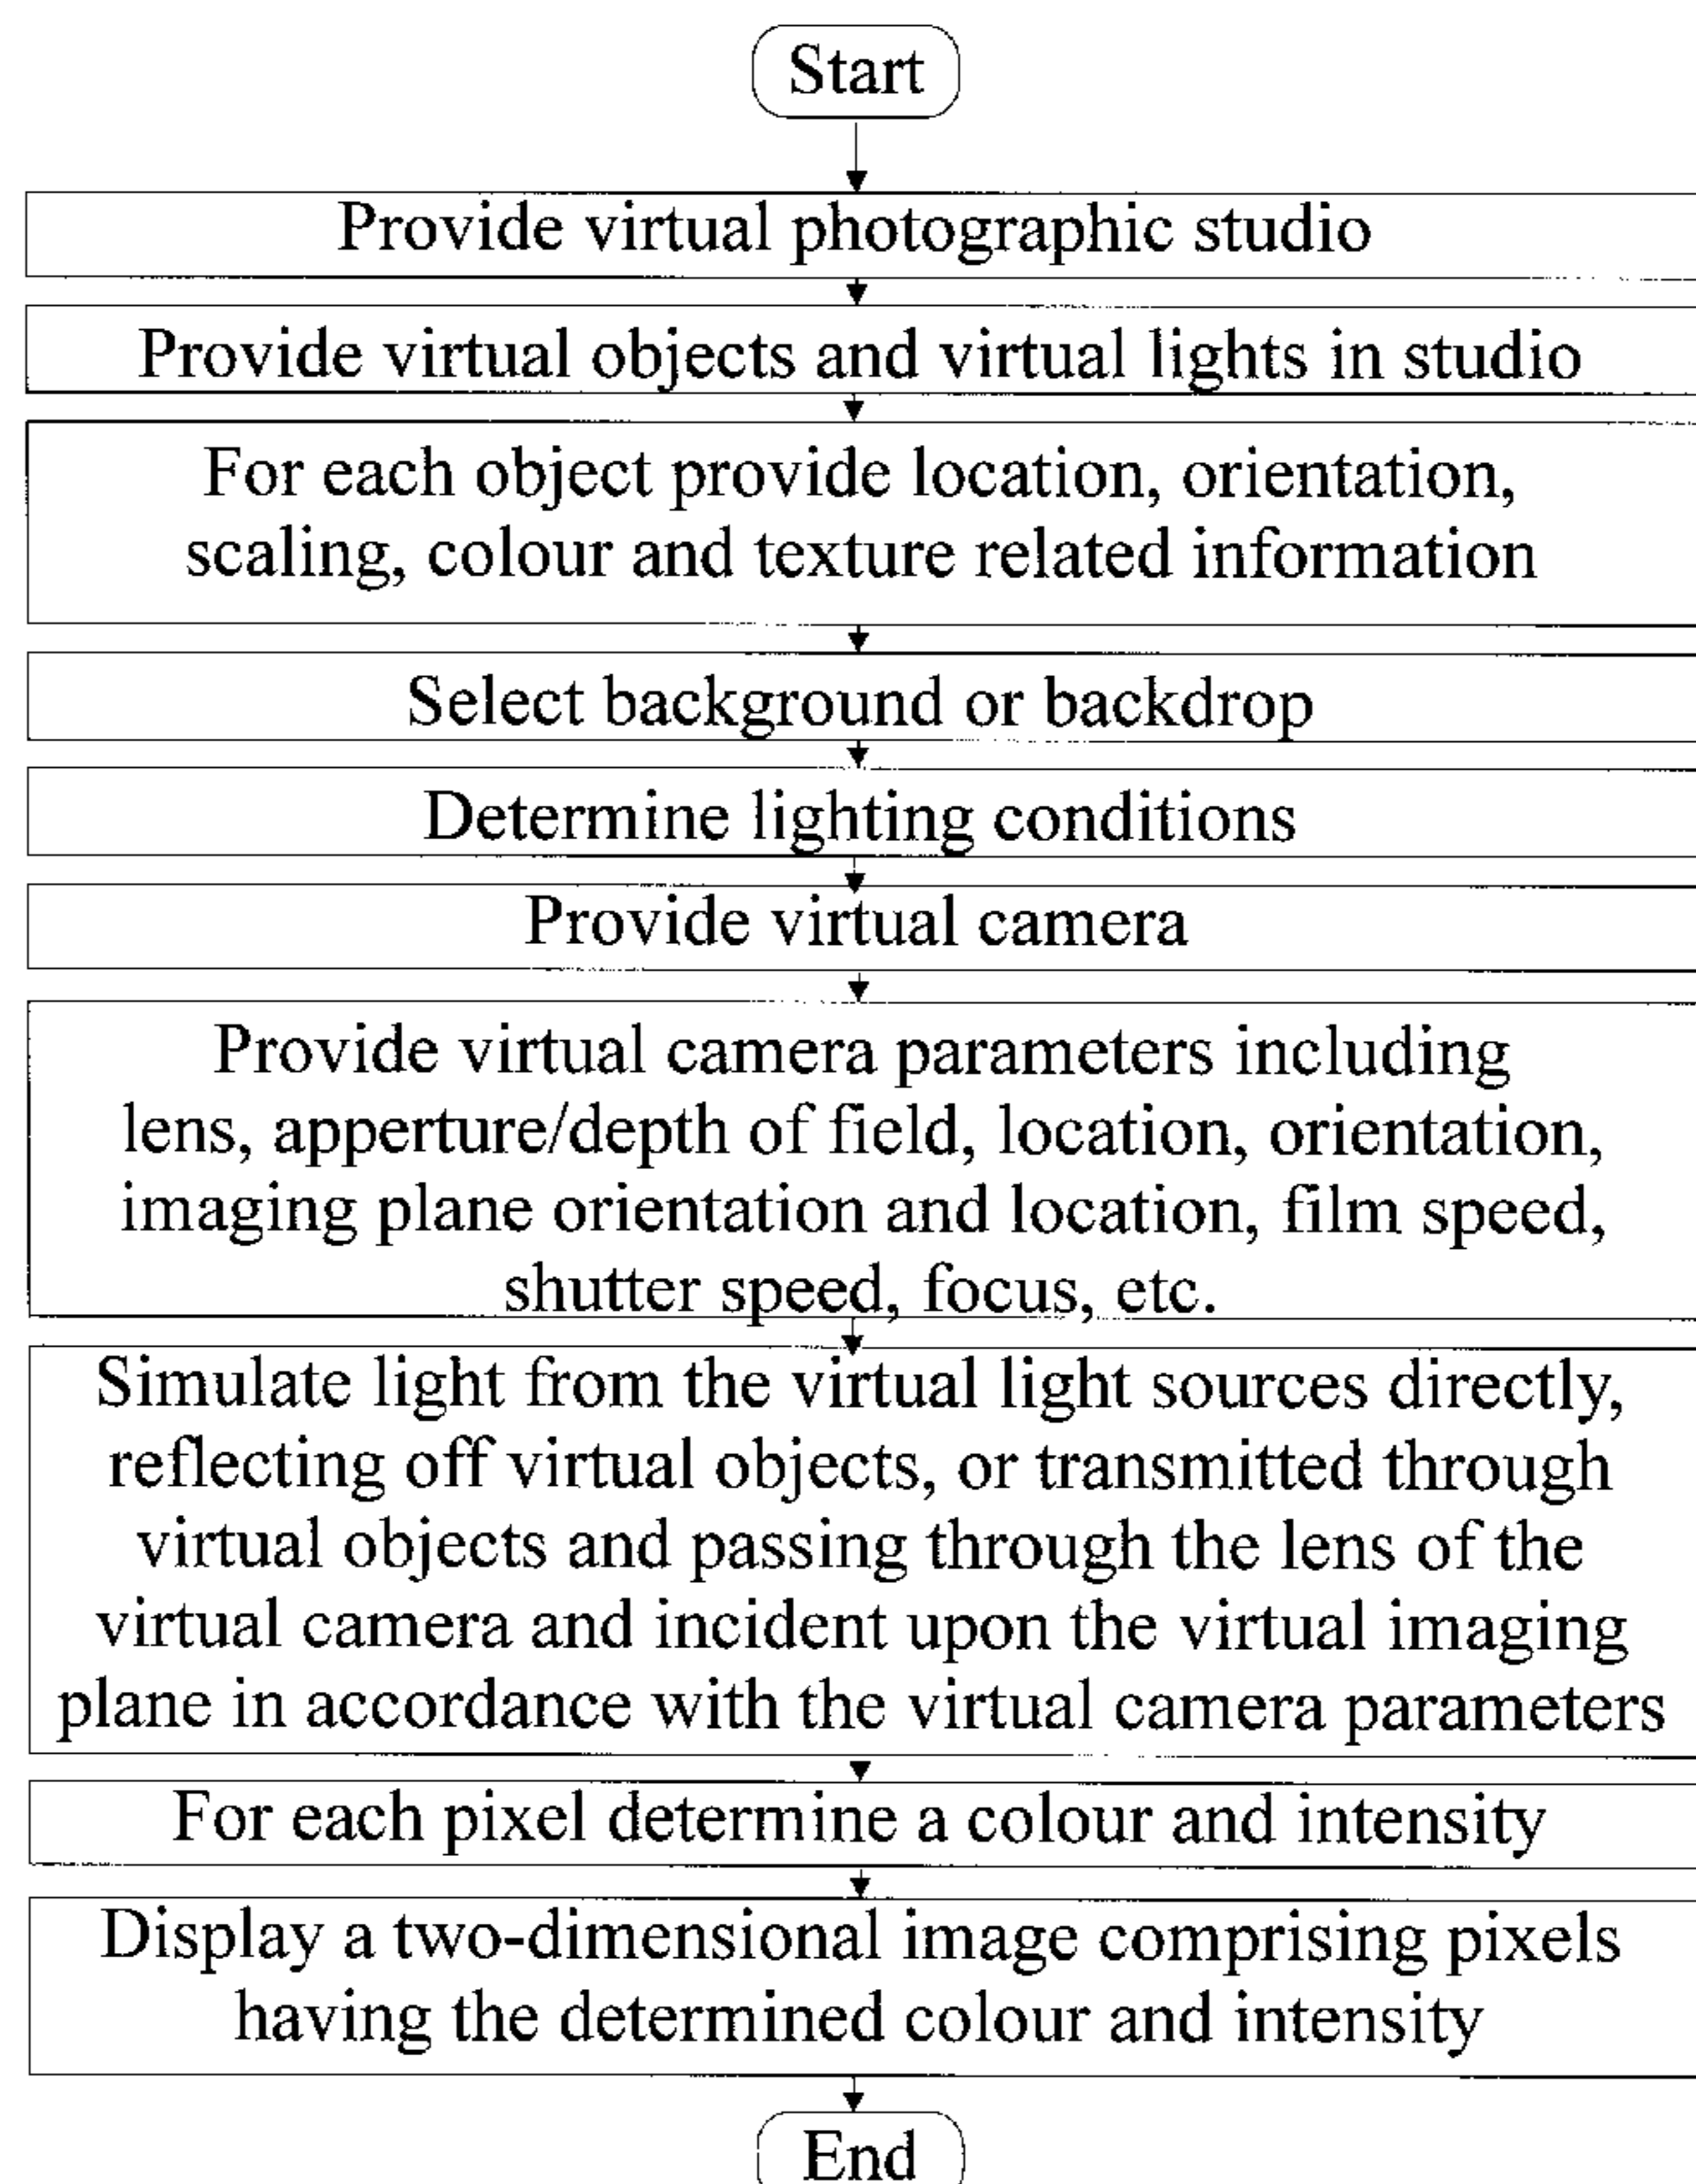 Start
Provide virtual photographic studio
Provide virtual objects and virtual lights in studio
For each object provide location, orientation,
scaling, colour and texture related information
Select background or backdrop
Determine lighting conditions
Provide virtual camera
Provide virtual camera parameters including
lens, apperture/depth of field, location, orientation,
imaging plane orientation and location, film speed,
shutter speed, focus, etc.
Simulate light from the virtual light sources directly,
reflecting off virtual objects, or transmitted through
virtual objects and passing through the lens of the
virtual camera and incident upon the virtual imaging
plane in accordance with the virtual camera parameters
For each pixel determine a colour and intensity
Display a two-dimensional image comprising pixels
having the determined colour and intensity
End